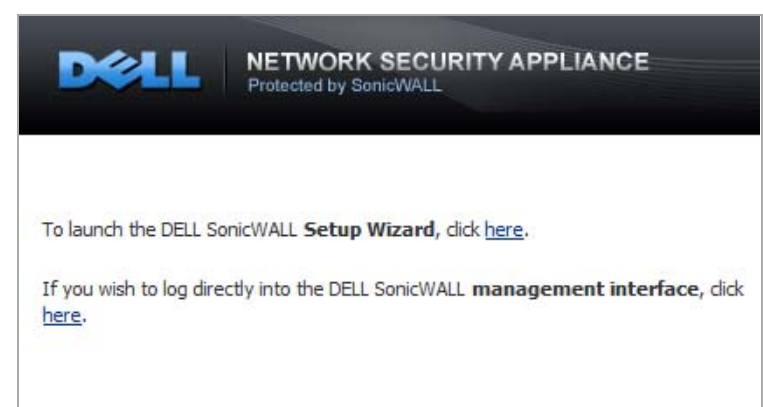 DELL
NETWORK SECURITY APPLIANCE
Protected by SonicWALL
To launch the DELL SonicWALL Setup Wizard, click here.
If you wish to log directly into the DELL SonicWALL management interface, click
here.